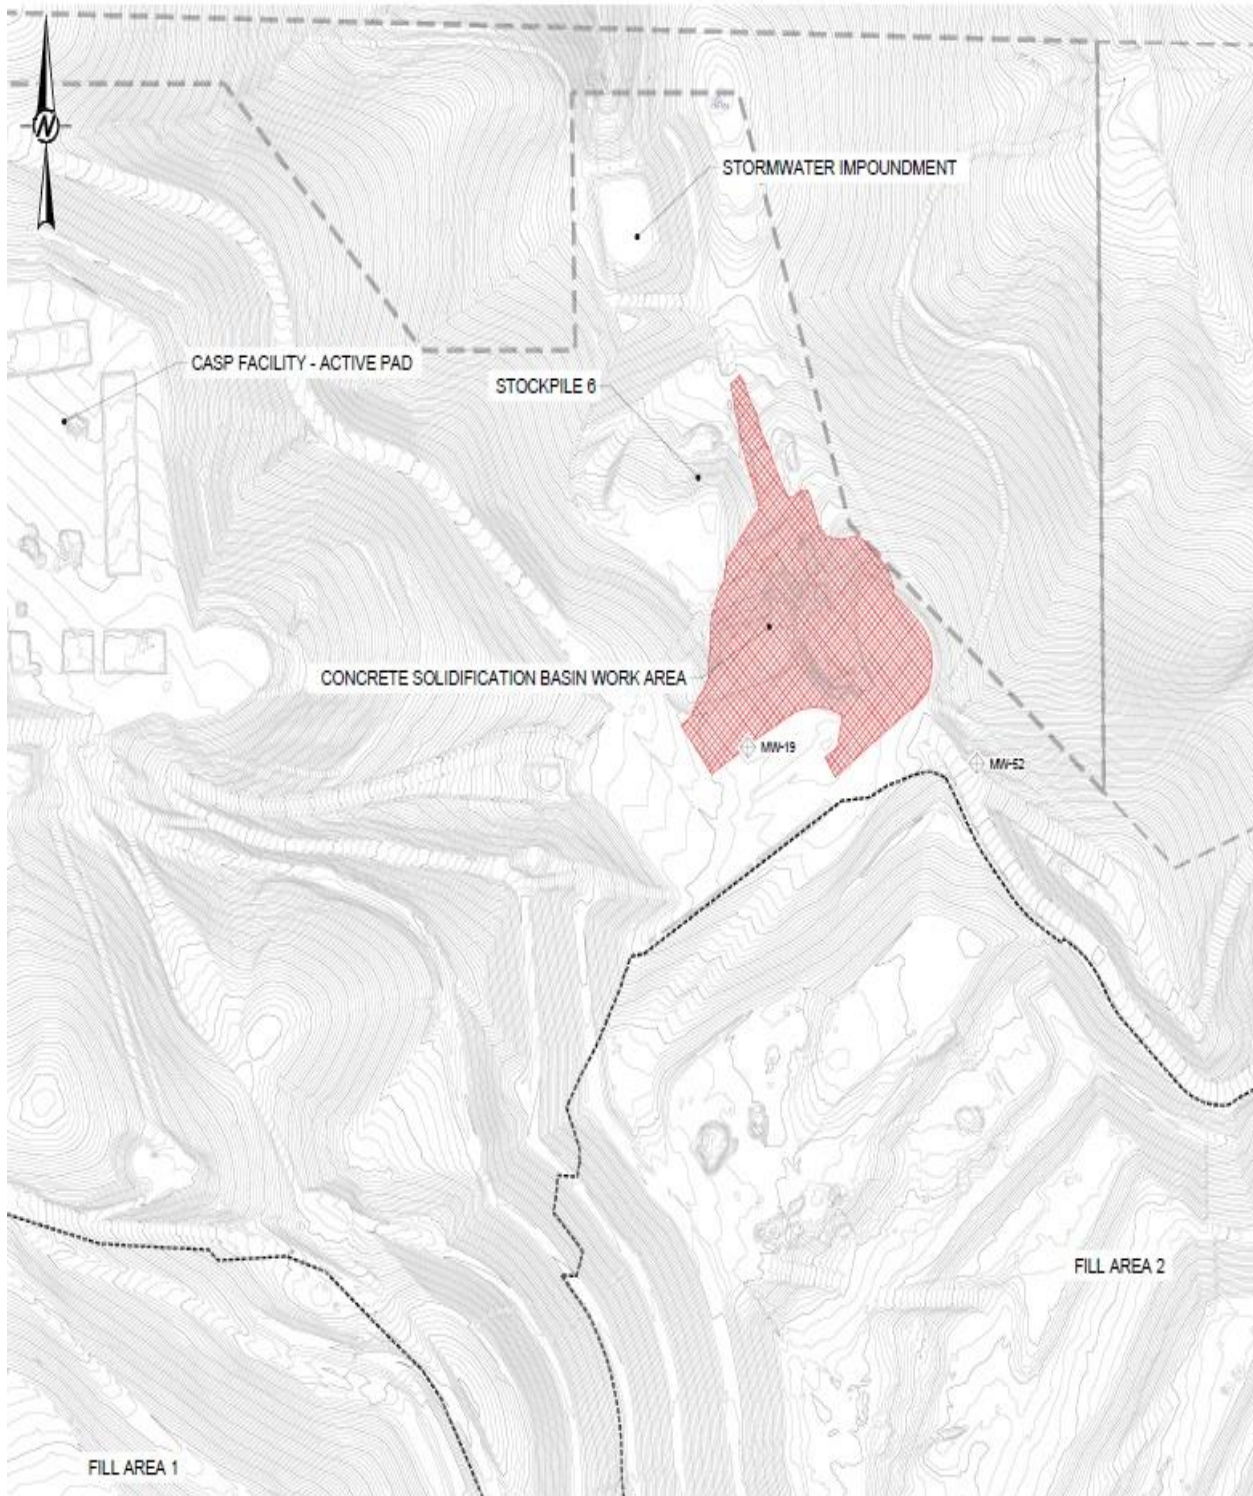 N
STORMWATER IMPOUNDMENT
CASP FACILITY - ACTIVE PAD
STOCKPILE 6
CONCRETE SOLIDIFICATION BASIN WORK AREA
MW-19
MW-52
FILL AREA 2
FILL AREA 1